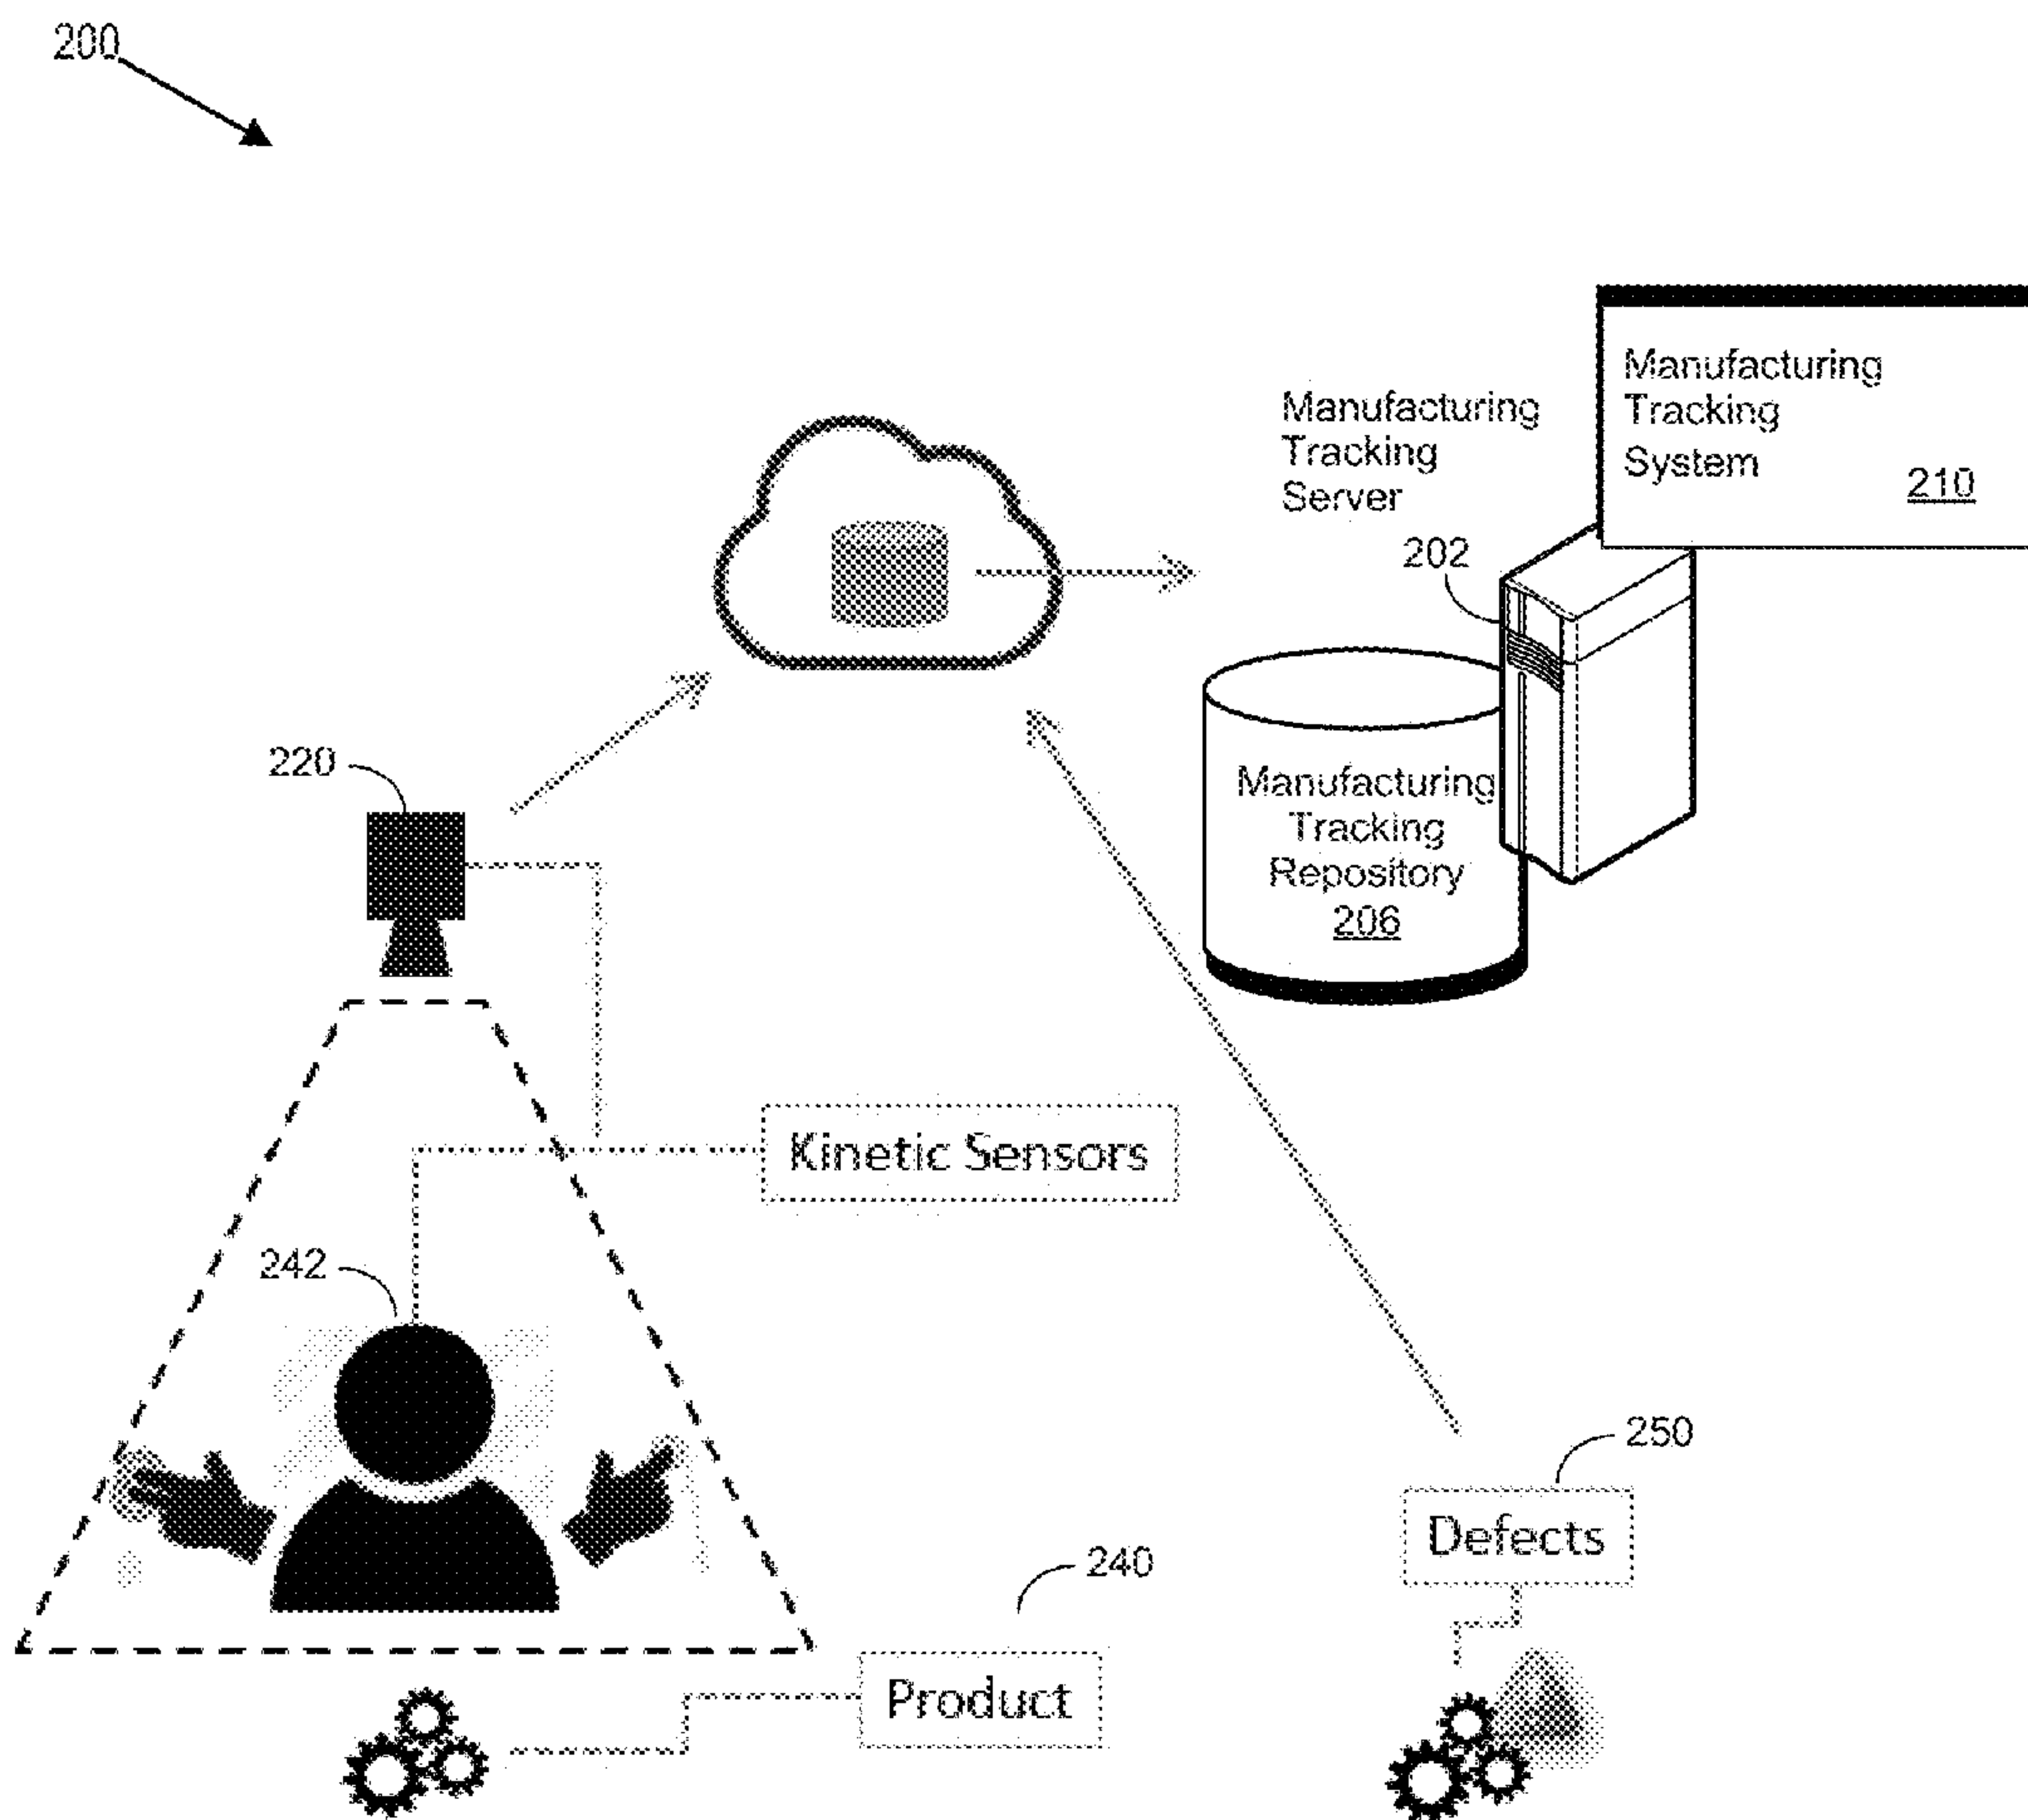 200
Manufacturing
Tracking
System
210
Manufacturing
Tracking
Server
202
220
Manufacturing
Tracking
Repository
206
Kinetic Sensors
242
250
Defects
240
Product